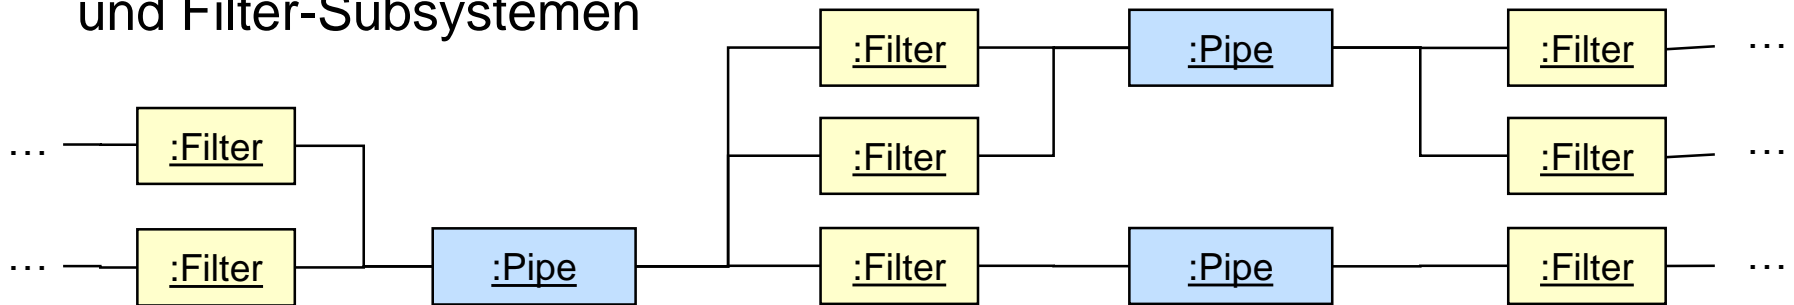 und Filter-Subsystemen
:Filter :Pipe :Filter …
… :Filter :Filter :Filter …
… :Filter :Pipe :Filter :Pipe :Filter …